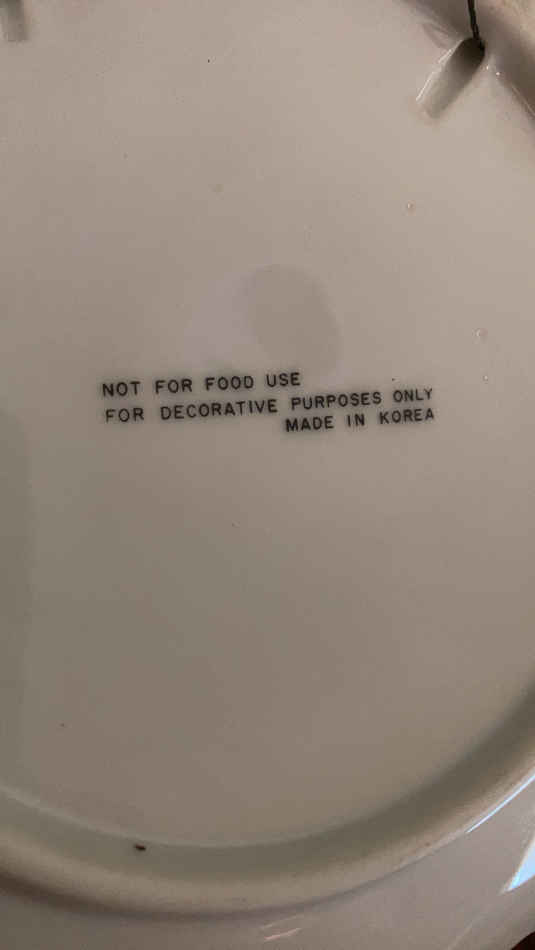 NOT FOR FOOD USE
FOR DECORATIVE PURPOSES ONLY
MADE IN KOREA